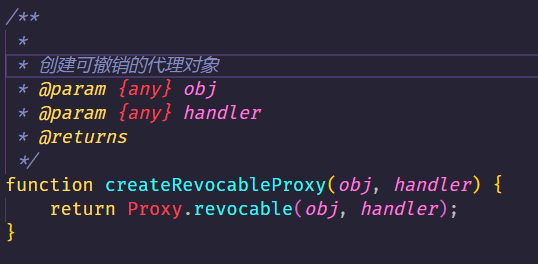 /**
 *
 * 创建可撤销的代理对象
 * @param {any} obj
 * @param {any} handler
 * @returns
 */
function createRevocableProxy(obj, handler) {
    return Proxy.revocable(obj, handler);
}